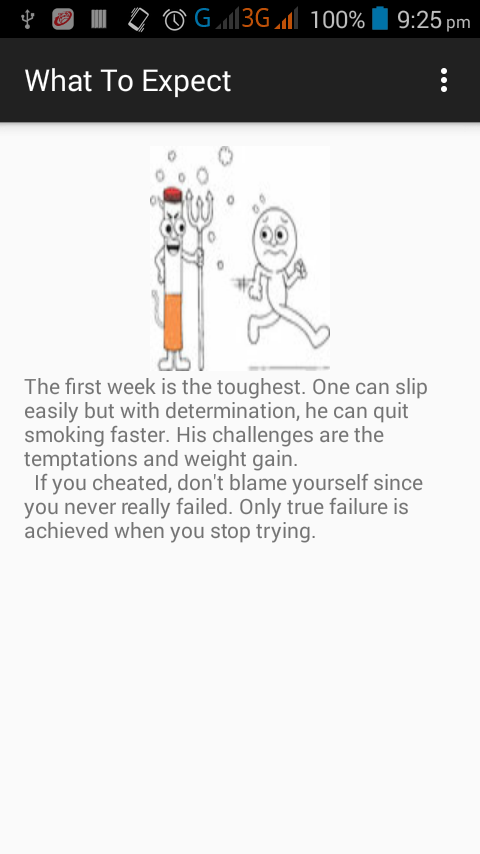 G 3G 100% 9:25 pm
What To Expect
The first week is the toughest. One can slip
easily but with determination, he can quit
smoking faster. His challenges are the
temptations and weight gain.
If you cheated, don't blame yourself since
you never really failed. Only true failure is
achieved when you stop trying.